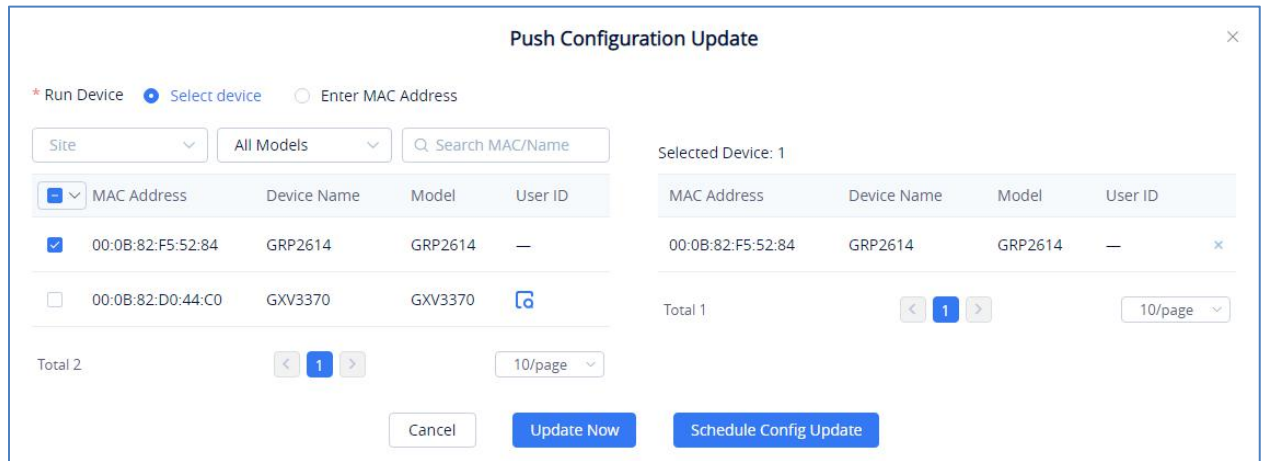 Push Configuration Update
* Run Device Select device Enter MAC Address
Site All Models Search MAC/Name
Selected Device: 1
MAC Address Device Name Model User ID
00:0B:82:F5:52:84 GRP2614 GRP2614 —
00:0B:82:D0:44:C0 GXV3370 GXV3370
Total 2 1 10/page
MAC Address Device Name Model User ID
00:0B:82:F5:52:84 GRP2614 GRP2614 —
Total 1 1 10/page
Cancel Update Now Schedule Config Update